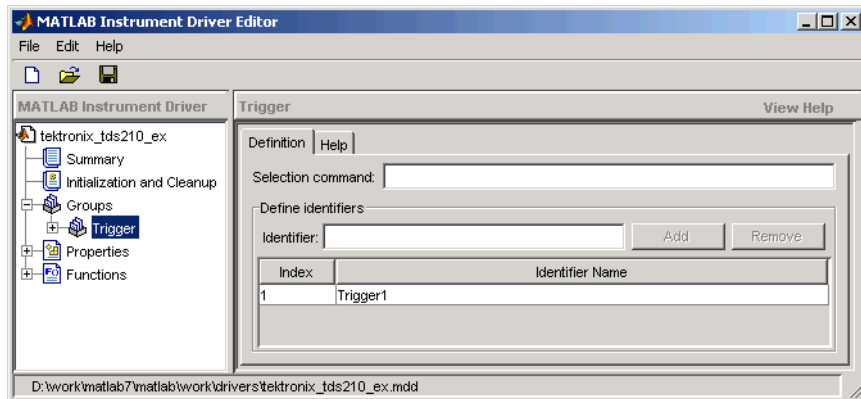 MATLAB Instrument Driver Editor
File Edit Help
MATLAB Instrument Driver
Trigger
View Help
tektronix_tds210_ex
Summary
Initialization and Cleanup
Groups
Trigger
Properties
Functions
Definition Help
Selection command:
Define identifiers
Identifier: Add Remove
Index Identifier Name
1 Trigger1
D:\work\matlab7\matlab\work\drivers\tektronix_tds210_ex.mdd